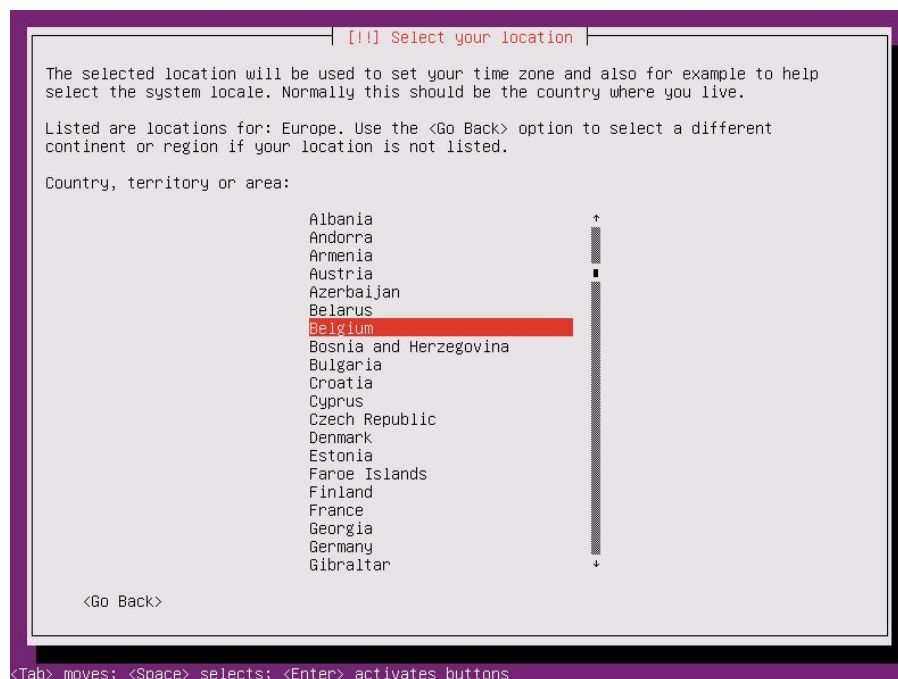 [!!] Select your location
The selected location will be used to set your time zone and also for example to help
select the system locale. Normally this should be the country where you live.
Listed are locations for: Europe. Use the <Go Back> option to select a different
continent or region if your location is not listed.
Country, territory or area:
Albania
Andorra
Armenia
Austria
Azerbaijan
Belarus
Belgium
Bosnia and Herzegovina
Bulgaria
Croatia
Cyprus
Czech Republic
Denmark
Estonia
Faroe Islands
Finland
France
Georgia
Germany
Gibraltar
<Go Back>
<Tab> moves; <Space> selects; <Enter> activates buttons